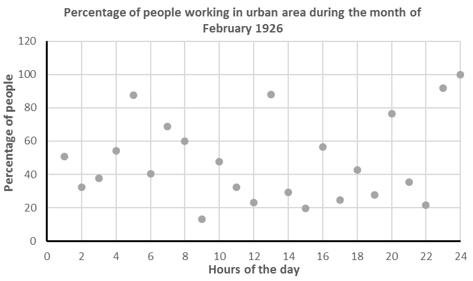 Percentage of people working in urban area during the month of
February 1926
120
100
80
60
40
20
0
Percentage of people
0 2 4 6 8 10 12 14 16 18 20 22 24
Hours of the day